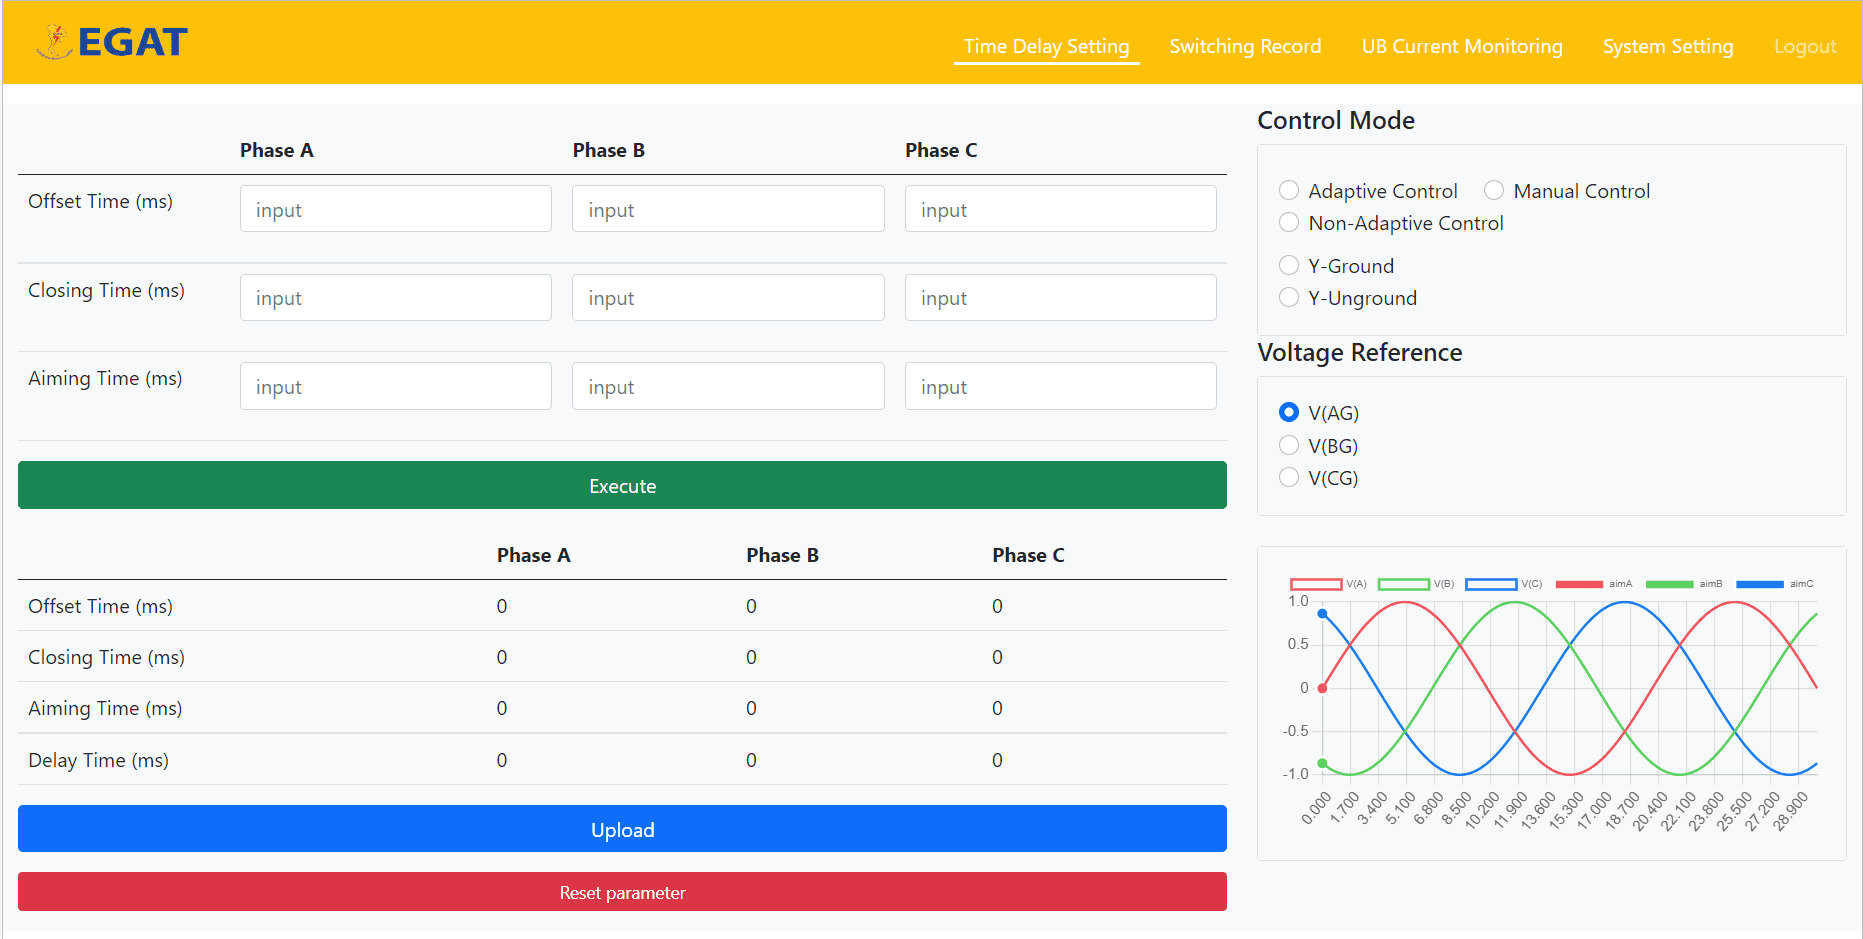 EGAT
Time Delay Setting Switching Record UB Current Monitoring System Setting Logout
Phase A Phase B Phase C
Offset Time (ms) input input input
Closing Time (ms) input input input
Aiming Time (ms) input input input
Execute
Phase A Phase B Phase C
Offset Time (ms) 0 0 0
Closing Time (ms) 0 0 0
Aiming Time (ms) 0 0 0
Delay Time (ms) 0 0 0
Upload
Reset parameter
Control Mode
Adaptive Control Manual Control
Non-Adaptive Control
Y-Ground
Y-Unground
Voltage Reference
V(AG)
V(BG)
V(CG)
V(A) V(B) V(C) aimA aimB aimC
1.0
0.5
0
-0.5
-1.0
0.000 1.700 3.400 5.100 6.800 8.500 10.200 11.900 13.600 15.300 17.000 18.700 20.400 22.100 23.800 25.500 27.200 28.900